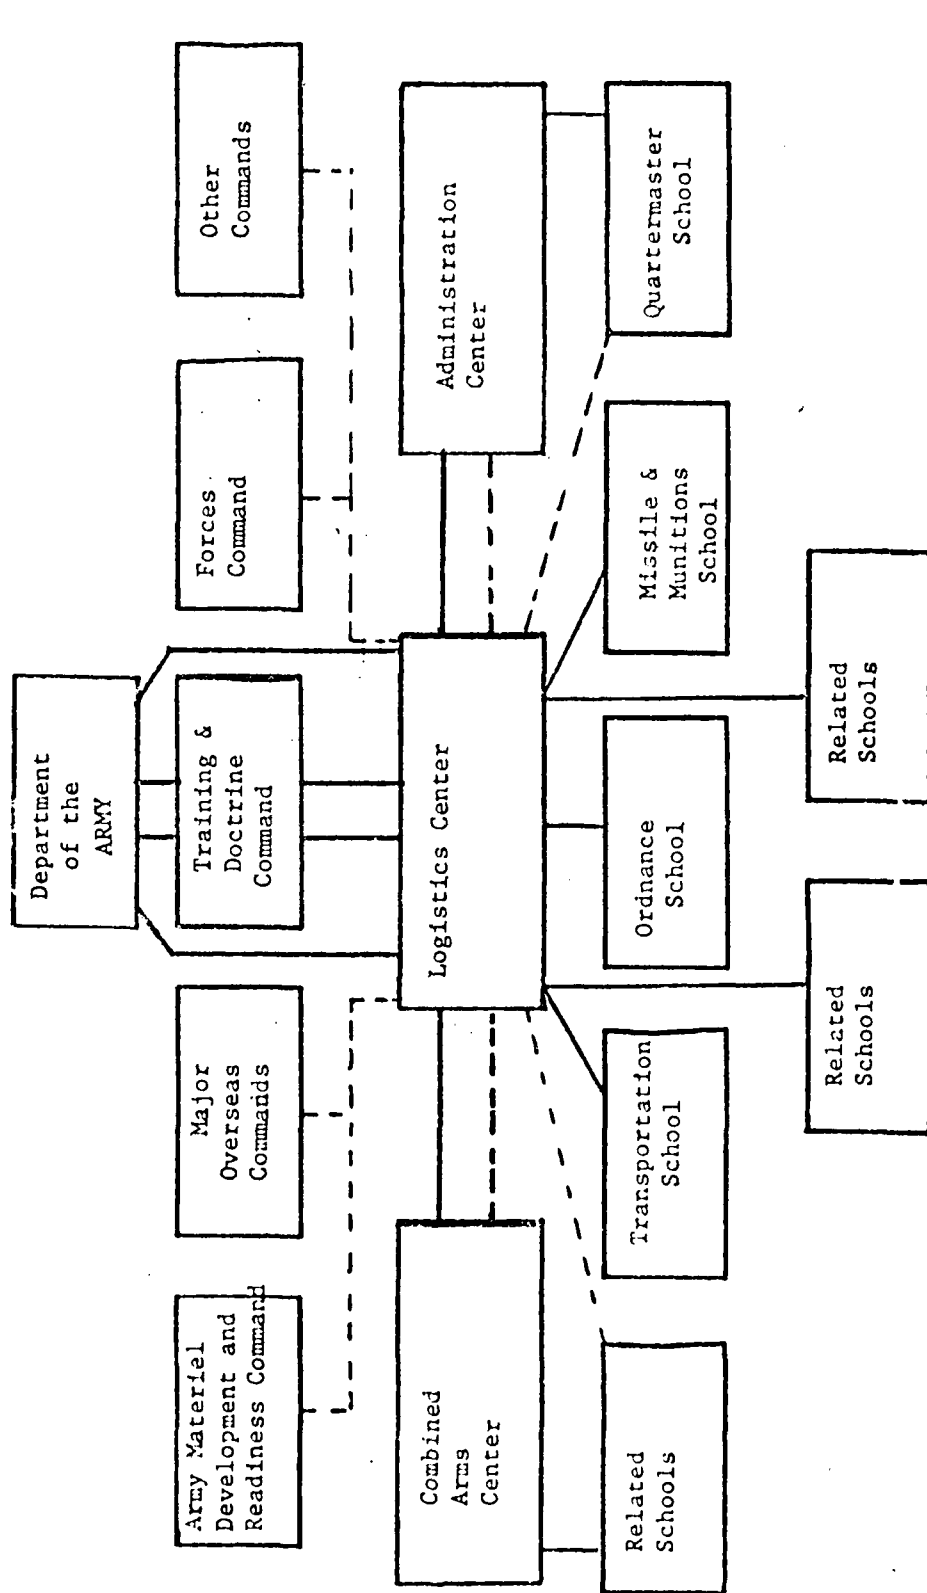 Department
of the
ARMY
Army Materiel
Development and
Readiness Command
Major
Overseas
Commands
Training &
Doctrine
Command
Forces
Command
Other
Commands
Combined
Arms
Center
Logistics Center
Administration
Center
Related
Schools
Transportation
School
Ordnance
School
Missile &
Munitions
School
Quartermaster
School
Related
Schools
Related
Schools